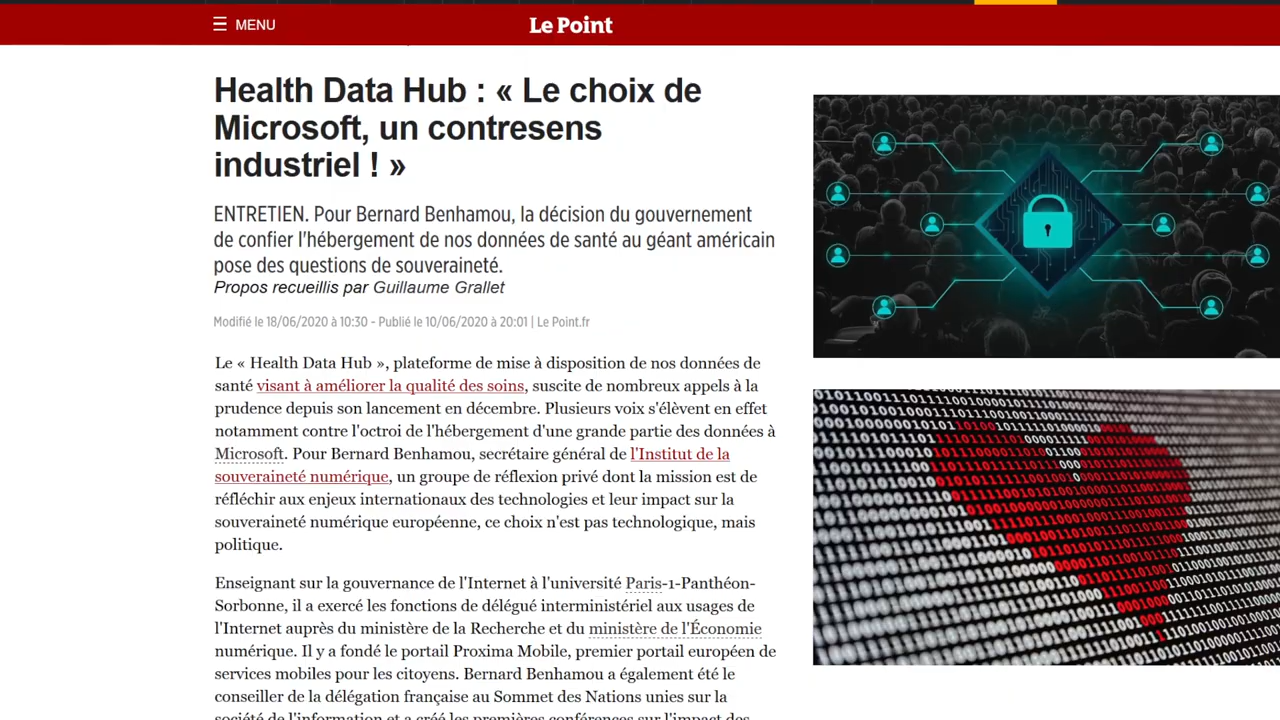 MENU
Le Point
Health Data Hub : « Le choix de
Microsoft, un contresens
industriel ! »
ENTRETIEN. Pour Bernard Benhamou, la décision du gouvernement
de confier l'hébergement de nos données de santé au géant américain
pose des questions de souveraineté.
Propos recueillis par Guillaume Grallet
Modifié le 18/06/2020 à 10:30 - Publié le 10/06/2020 à 20:01 | Le Point.fr
Le « Health Data Hub », plateforme de mise à disposition de nos données de
santé visant à améliorer la qualité des soins, suscite de nombreux appels à la
prudence depuis son lancement en décembre. Plusieurs voix s'élèvent en effet
notamment contre l'octroi de l'hébergement d'une grande partie des données à
Microsoft. Pour Bernard Benhamou, secrétaire général de l'Institut de la
souveraineté numérique, un groupe de réflexion privé dont la mission est de
réfléchir aux enjeux internationaux des technologies et leur impact sur la
souveraineté numérique européenne, ce choix n'est pas technologique, mais
politique.
Enseignant sur la gouvernance de l'Internet à l'université Paris-1-Panthéon-
Sorbonne, il a exercé les fonctions de délégué interministériel aux usages de
l'Internet auprès du ministère de la Recherche et du ministère de l'Économie
numérique. Il y a fondé le portail Proxima Mobile, premier portail européen de
services mobiles pour les citoyens. Bernard Benhamou a également été le
conseiller de la délégation française au Sommet des Nations unies sur la
société de l'information et a créé les premières conférences sur l'impact des